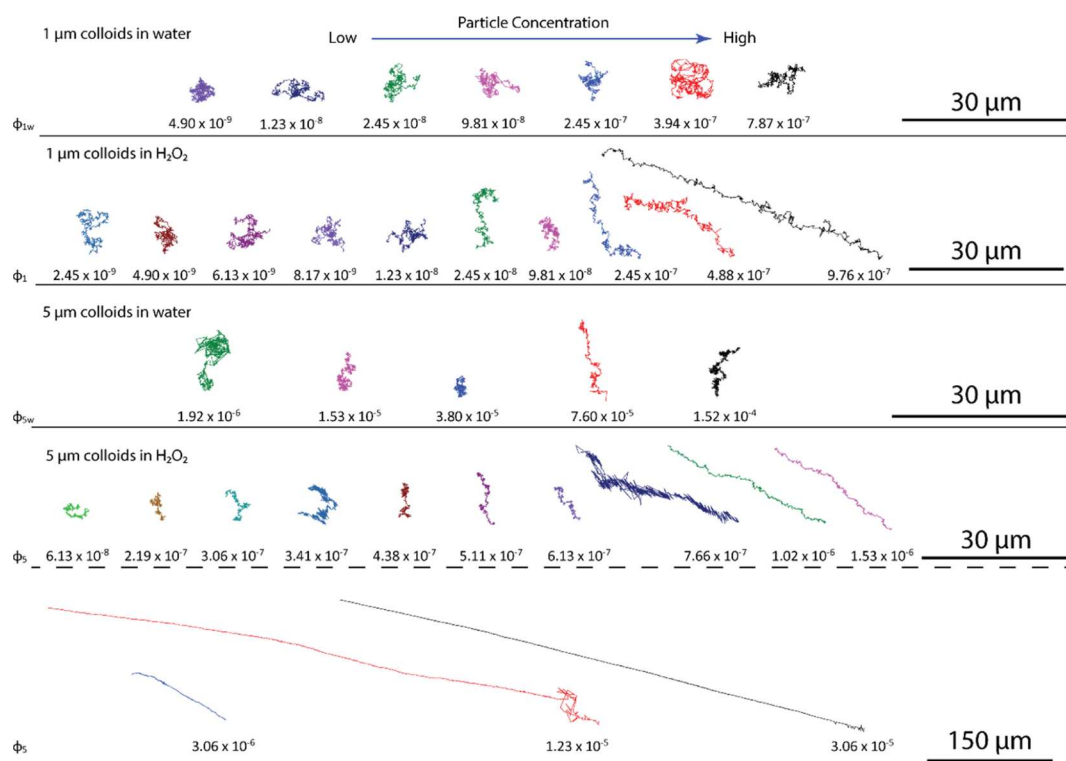 1 μm colloids in water
Particle Concentration
Low
High
30 μm
ϕ1w
4.90 x 10⁻⁹
1.23 x 10⁻⁸
2.45 x 10⁻⁸
9.81 x 10⁻⁸
2.45 x 10⁻⁷
3.94 x 10⁻⁷
7.87 x 10⁻⁷
1 μm colloids in H₂O₂
30 μm
ϕ₁
2.45 x 10⁻⁹
4.90 x 10⁻⁹
6.13 x 10⁻⁹
8.17 x 10⁻⁹
1.23 x 10⁻⁸
2.45 x 10⁻⁸
9.81 x 10⁻⁸
2.45 x 10⁻⁷
4.88 x 10⁻⁷
9.76 x 10⁻⁷
5 μm colloids in water
30 μm
ϕ5w
1.92 x 10⁻⁶
1.53 x 10⁻⁵
3.80 x 10⁻⁵
7.60 x 10⁻⁵
1.52 x 10⁻⁴
5 μm colloids in H₂O₂
30 μm
ϕ₅
6.13 x 10⁻⁸
2.19 x 10⁻⁷
3.06 x 10⁻⁷
3.41 x 10⁻⁷
4.38 x 10⁻⁷
5.11 x 10⁻⁷
6.13 x 10⁻⁷
7.66 x 10⁻⁷
1.02 x 10⁻⁶
1.53 x 10⁻⁶
ϕ₅
3.06 x 10⁻⁶
1.23 x 10⁻⁵
3.06 x 10⁻⁵
150 μm